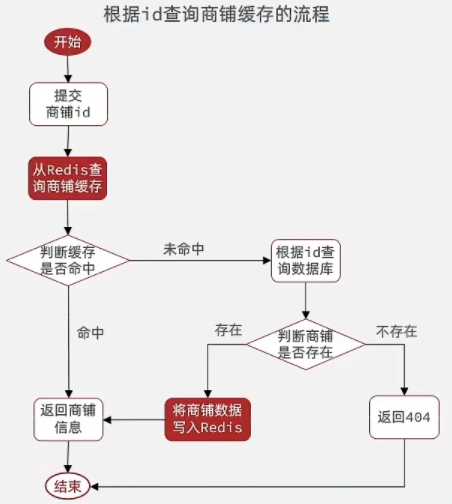 根据id查询商铺缓存的流程
开始
提交
商铺id
从Redis查
询商铺缓存
判断缓存
是否命中
未命中
根据id查
询数据库
命中
判断商铺
是否存在
存在
不存在
返回商铺
信息
将商铺数据
写入Redis
返回404
结束